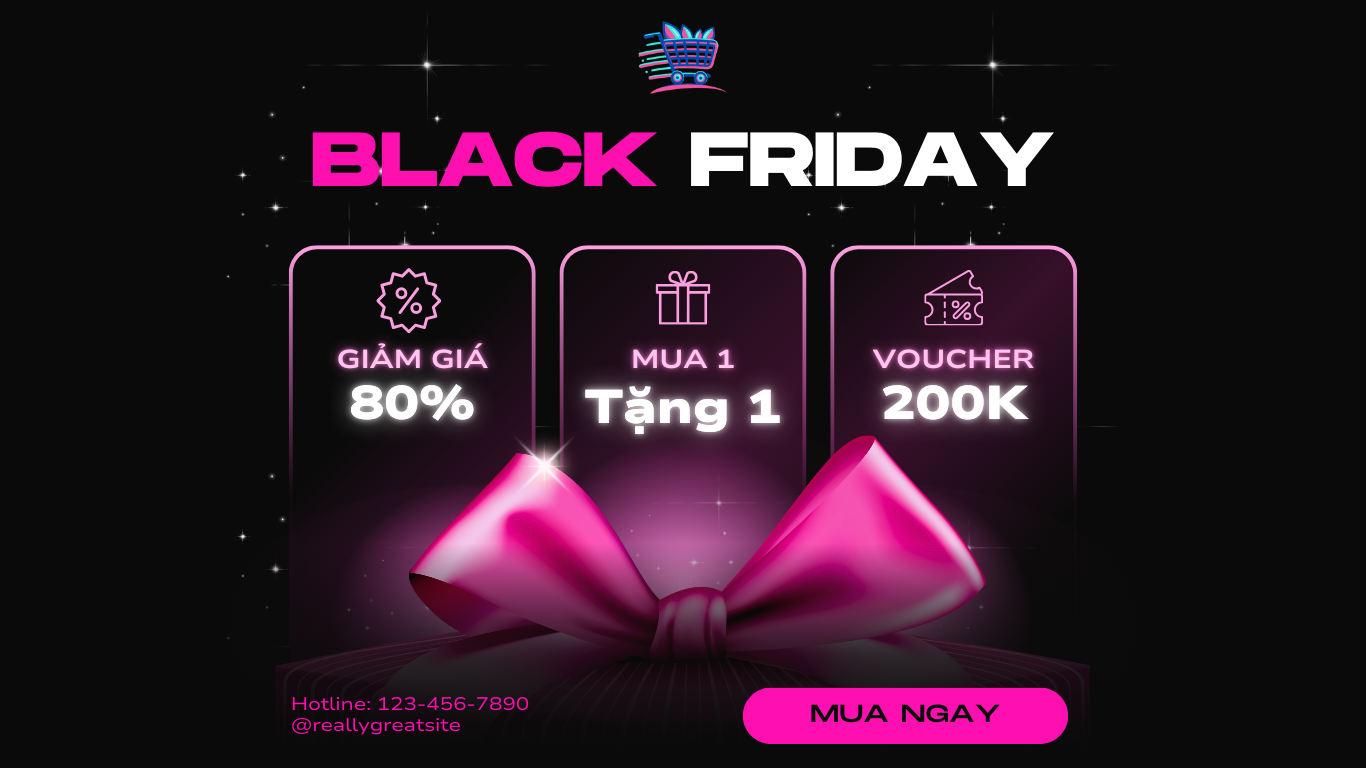 BLACK FRIDAY
GIẢM GIÁ
80%
MUA 1
Tặng 1
VOUCHER
200K
Hotline: 123-456-7890
@reallygreatsite
MUA NGAY